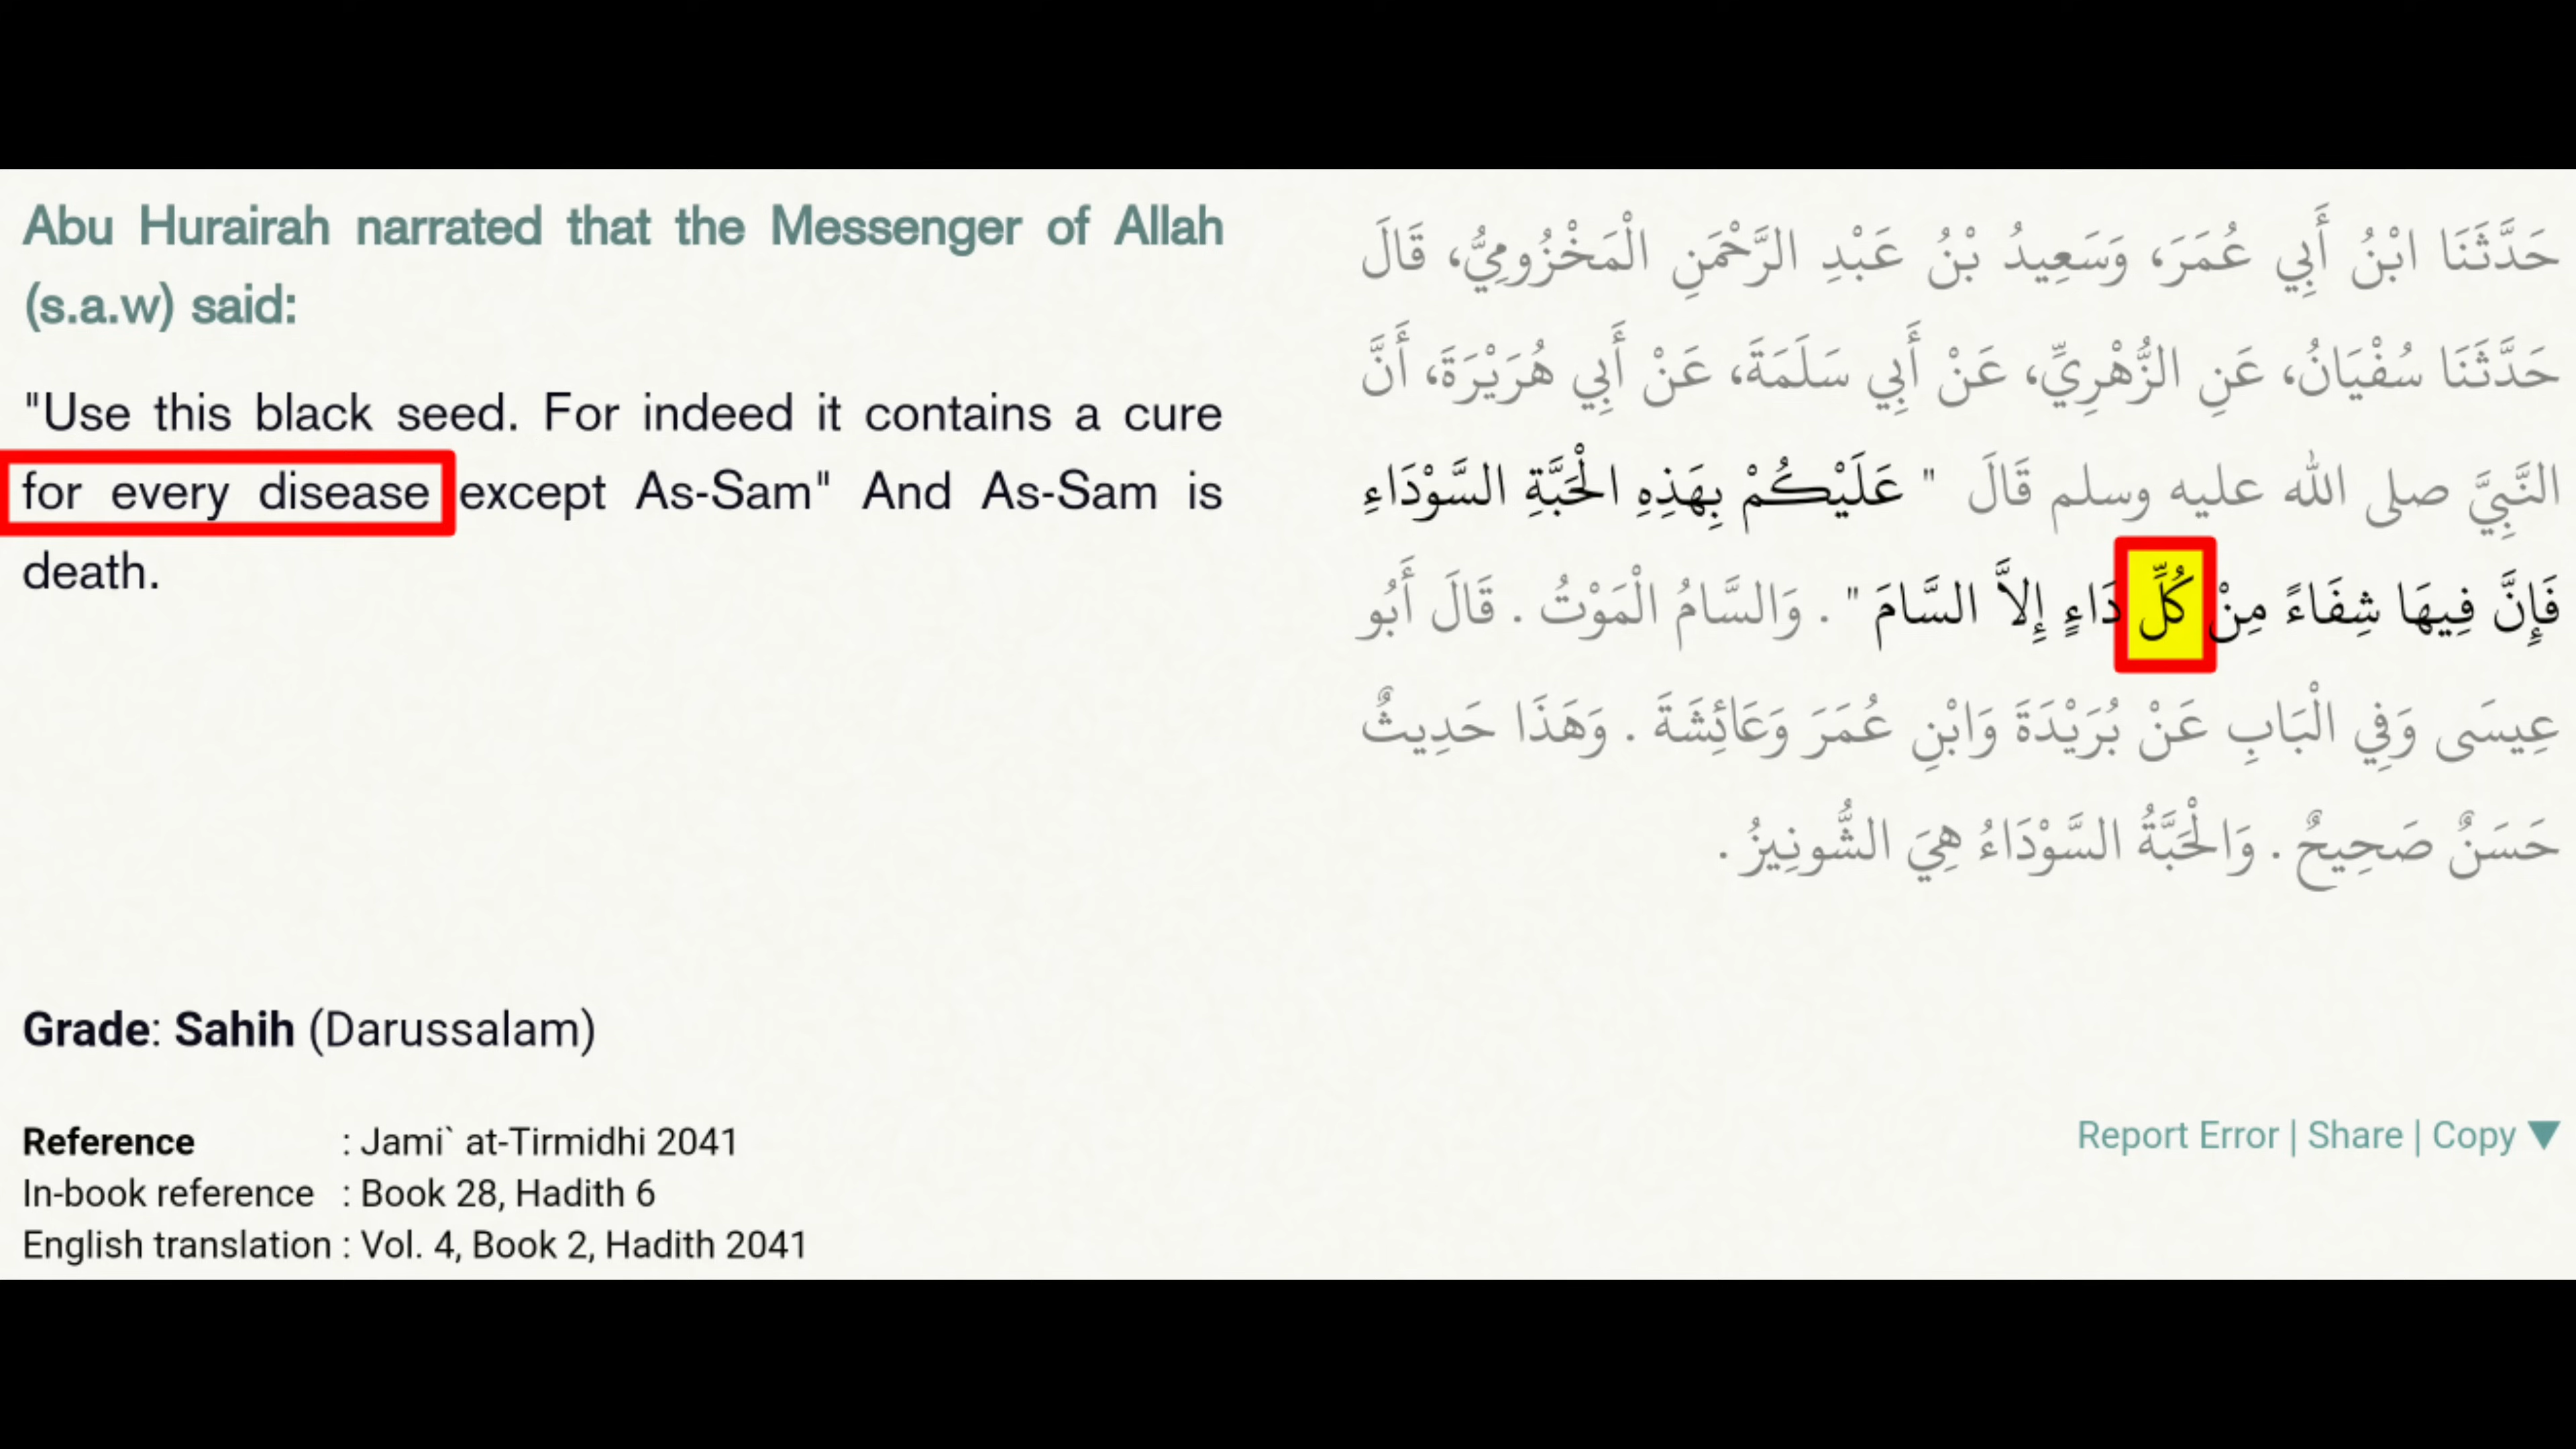 Abu Hurairah narrated that the Messenger of Allah
(s.a.w) said:
"Use this black seed. For indeed it contains a cure
for every disease except As-Sam" And As-Sam is
death.
حَدَّثَنَا ابْنُ أَبِي عُمَرَ، وَسَعِيدُ بْنُ عَبْدِ الرَّحْمَنِ الْمَخْزُومِيُّ، قَالَ
حَدَّثَنَا سُفْيَانُ، عَنِ الزُّهْرِيِّ، عَنْ أَبِي سَلَمَةَ، عَنْ أَبِي هُرَيْرَةَ، أَنَّ
النَّبِيَّ صلى الله عليه وسلم قَالَ " عَلَيْكُمْ بِهَذِهِ الْحَبَّةِ السَّوْدَاءِ
فَإِنَّ فِيهَا شِفَاءً مِنْ كُلِّ دَاءٍ إِلاَّ السَّامَ " . وَالسَّامُ الْمَوْتُ . قَالَ أَبُو
عِيسَى وَفِي الْبَابِ عَنْ بُرَيْدَةَ وَابْنِ عُمَرَ وَعَائِشَةَ . وَهَذَا حَدِيثٌ
حَسَنٌ صَحِيحٌ . وَالْحَبَّةُ السَّوْدَاءُ هِيَ الشُّونِيزُ .
Grade: Sahih (Darussalam)
Reference : Jami` at-Tirmidhi 2041
In-book reference : Book 28, Hadith 6
English translation : Vol. 4, Book 2, Hadith 2041
Report Error | Share | Copy ▼